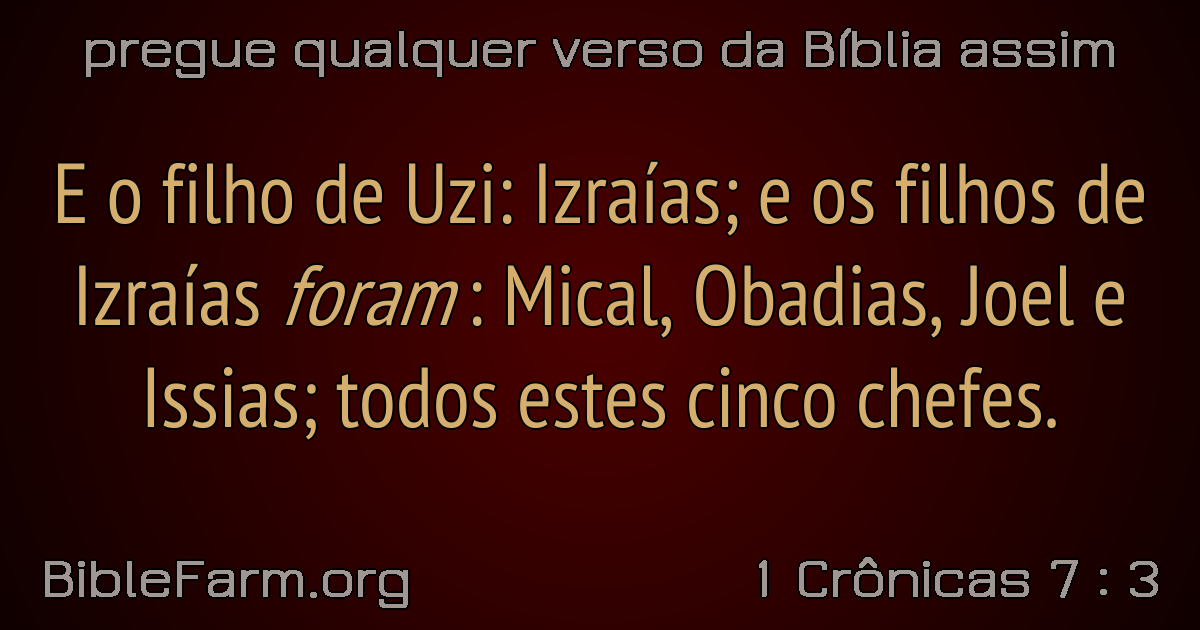 pregue qualquer verso da Bíblia assim
E o filho de Uzi: Izraías; e os filhos de
Izraías foram : Mical, Obadias, Joel e
Issias; todos estes cinco chefes.
BibleFarm.org
1 Crônicas 7 : 3